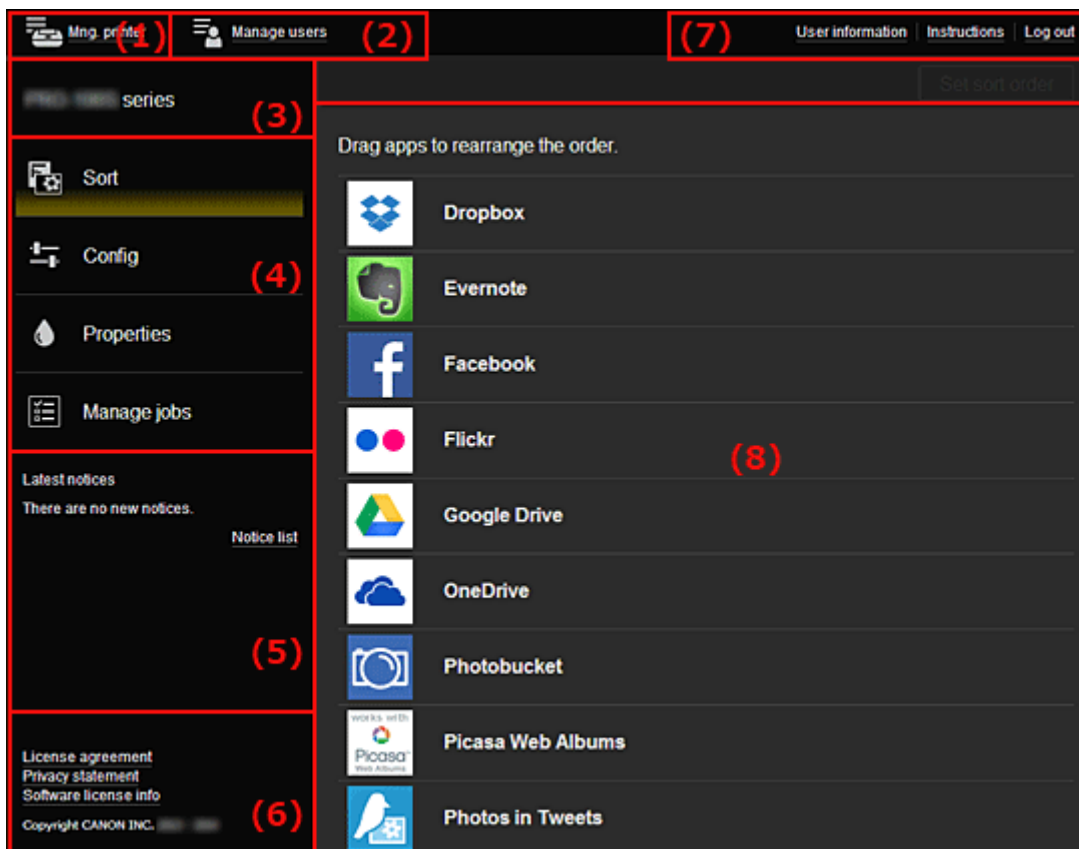 Mng. printer (1)
Manage users (2)
(7) User information Instructions Log out
series (3)
Set sort order
Drag apps to rearrange the order.
Sort
Config
(4)
Properties
Manage jobs
Latest notices
There are no new notices.
Notice list
(5)
License agreement
Privacy statement
Software license info
Copyright CANON INC.
(6)
Dropbox
Evernote
Facebook
Flickr
(8)
Google Drive
OneDrive
Photobucket
works with
Picasa™
Web Albums
Picasa Web Albums
Photos in Tweets